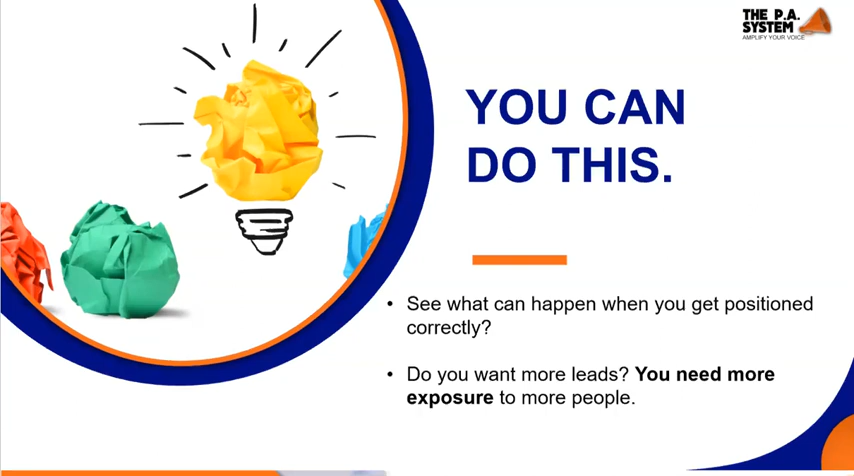 THE P.A.
SYSTEM
AMPLIFY YOUR VOICE
YOU CAN
DO THIS.
• See what can happen when you get positioned
correctly?
• Do you want more leads? You need more
exposure to more people.